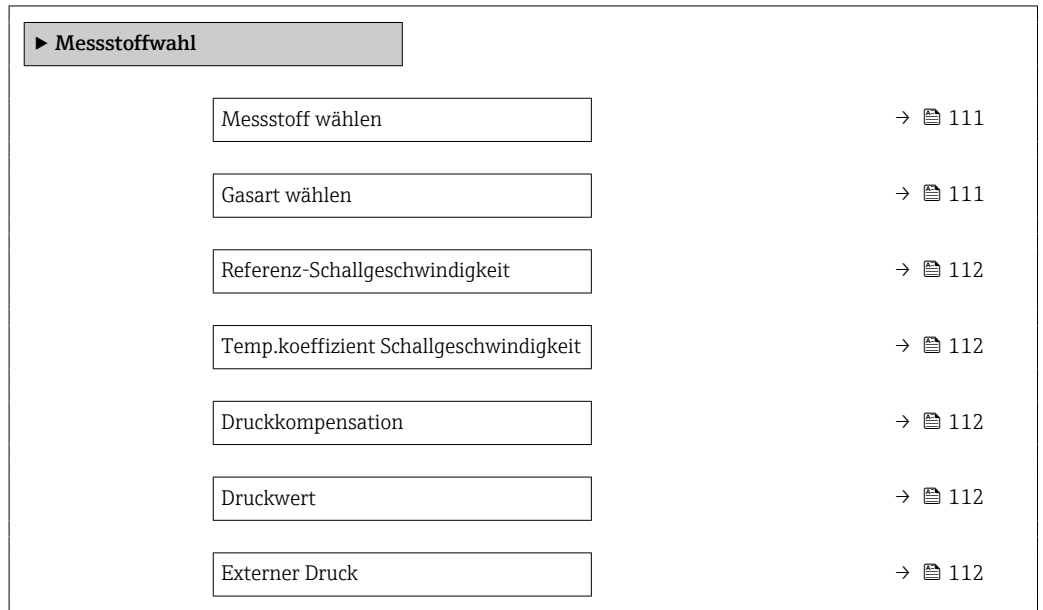 ▶ Messstoffwahl
Messstoff wählen → 111
Gasart wählen → 111
Referenz-Schallgeschwindigkeit → 112
Temp.koeffizient Schallgeschwindigkeit → 112
Druckkompensation → 112
Druckwert → 112
Externer Druck → 112